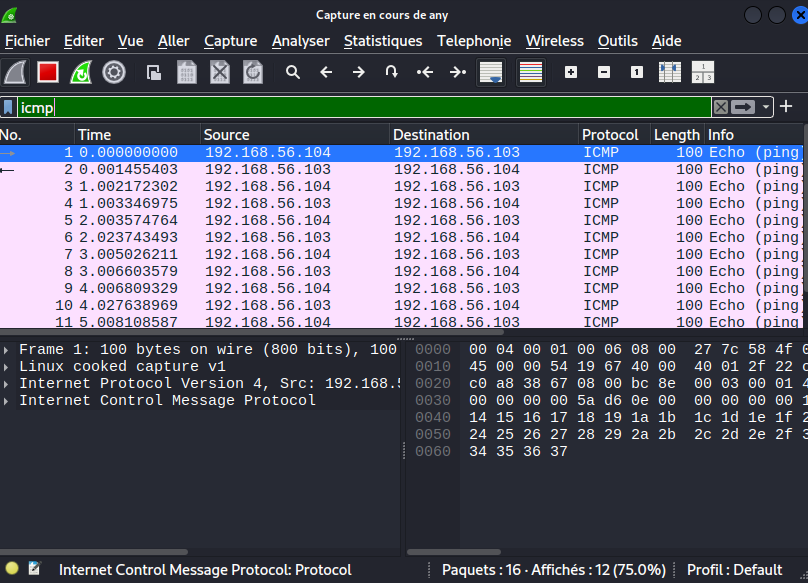 Capture en cours de any
Fichier Editer Vue Aller Capture Analyser Statistiques Telephonie Wireless Outils Aide
icmp
No. Time Source Destination Protocol Length Info
1 0.000000000 192.168.56.104 192.168.56.103 ICMP 100 Echo (ping
2 0.001455403 192.168.56.103 192.168.56.104 ICMP 100 Echo (ping
3 1.002172302 192.168.56.104 192.168.56.103 ICMP 100 Echo (ping
4 1.003346975 192.168.56.103 192.168.56.104 ICMP 100 Echo (ping
5 2.003574764 192.168.56.104 192.168.56.103 ICMP 100 Echo (ping
6 2.023743493 192.168.56.103 192.168.56.104 ICMP 100 Echo (ping
7 3.005026211 192.168.56.104 192.168.56.103 ICMP 100 Echo (ping
8 3.006603579 192.168.56.103 192.168.56.104 ICMP 100 Echo (ping
9 4.006809329 192.168.56.104 192.168.56.103 ICMP 100 Echo (ping
10 4.027638969 192.168.56.103 192.168.56.104 ICMP 100 Echo (ping
11 5.008108587 192.168.56.104 192.168.56.103 ICMP 100 Echo (ping
Frame 1: 100 bytes on wire (800 bits), 100
Linux cooked capture v1
Internet Protocol Version 4, Src: 192.168.5
Internet Control Message Protocol
0000 00 04 00 01 00 06 08 00 27 7c 58 4f
0010 45 00 00 54 19 67 40 00 40 01 2f 22
0020 c0 a8 38 67 08 00 bc 8e 00 03 00 01
0030 00 00 00 00 5a d6 0e 00 00 00 00 00
0040 14 15 16 17 18 19 1a 1b 1c 1d 1e 1f
0050 24 25 26 27 28 29 2a 2b 2c 2d 2e 2f
0060 34 35 36 37
Internet Control Message Protocol: Protocol
Paquets : 16 · Affichés : 12 (75.0%)
Profil : Default